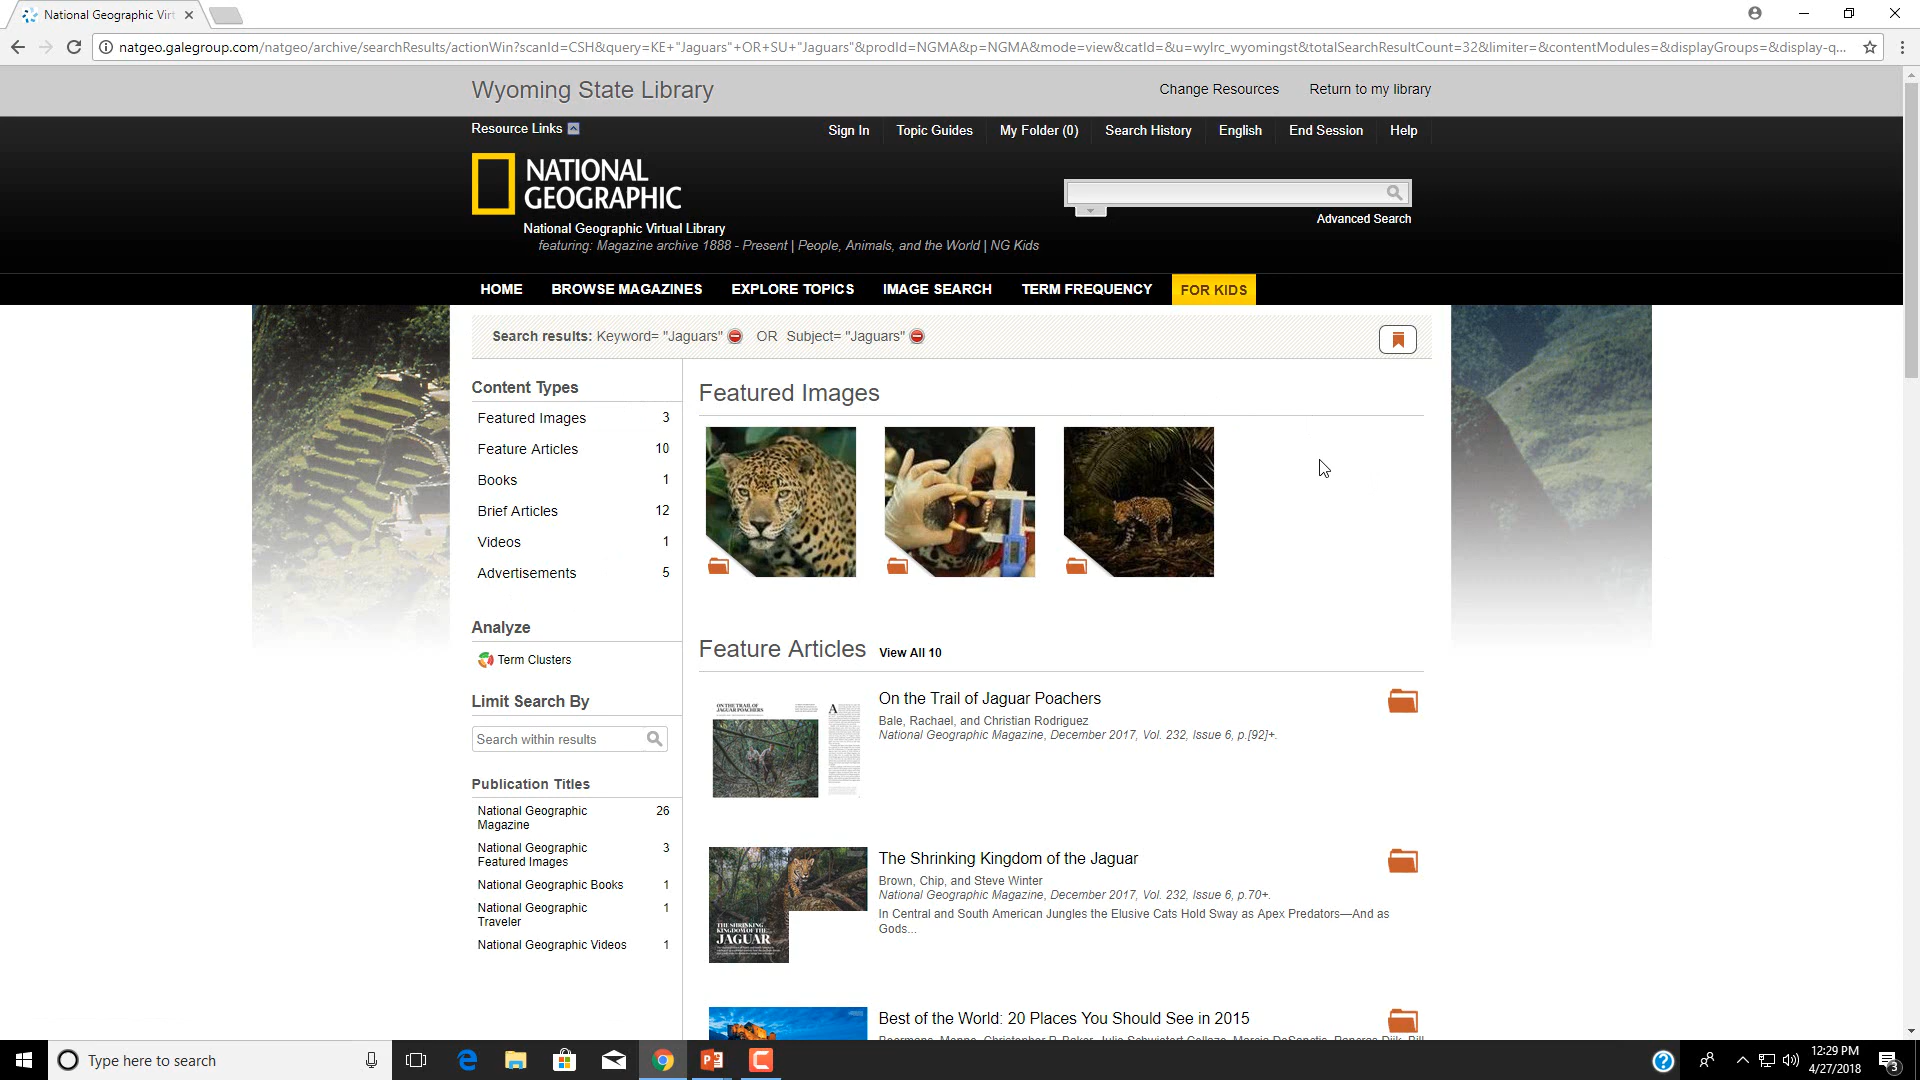 National Geographic Virt
natgeo.galegroup.com/natgeo/archive/searchResults/actionWin?scanId=CSH&query=KE+"Jaguars"+OR+SU+"Jaguars"&prodId=NGMA&p=NGMA&mode=view&catId=&u=wylrc_wyomingst&totalSearchResultCount=32&limiter=&contentModules=&displayGroups=&display-q...
Wyoming State Library
Change Resources
Return to my library
Resource Links
Sign In
Topic Guides
My Folder (0)
Search History
English
End Session
Help
NATIONAL
GEOGRAPHIC
National Geographic Virtual Library
featuring: Magazine archive 1888 - Present | People, Animals, and the World | NG Kids
Advanced Search
HOME
BROWSE MAGAZINES
EXPLORE TOPICS
IMAGE SEARCH
TERM FREQUENCY
FOR KIDS
Search results: Keyword= "Jaguars" OR Subject= "Jaguars"
Content Types
Featured Images 3
Feature Articles 10
Books 1
Brief Articles 12
Videos 1
Advertisements 5
Analyze
Term Clusters
Limit Search By
Search within results
Publication Titles
National Geographic 26
Magazine
National Geographic 3
Featured Images
National Geographic Books 1
National Geographic 1
Traveler
National Geographic Videos 1
Featured Images
Feature Articles View All 10
ON THE TRAIL OF
JAGUAR POACHERS
On the Trail of Jaguar Poachers
Bale, Rachael, and Christian Rodriguez
National Geographic Magazine, December 2017, Vol. 232, Issue 6, p.[92]+.
THE SHRINKING
KINGDOM OF THE
JAGUAR
The Shrinking Kingdom of the Jaguar
Brown, Chip, and Steve Winter
National Geographic Magazine, December 2017, Vol. 232, Issue 6, p.70+.
In Central and South American Jungles the Elusive Cats Hold Sway as Apex Predators—And as
Gods...
Best of the World: 20 Places You Should See in 2015
Type here to search
12:29 PM
4/27/2018
3